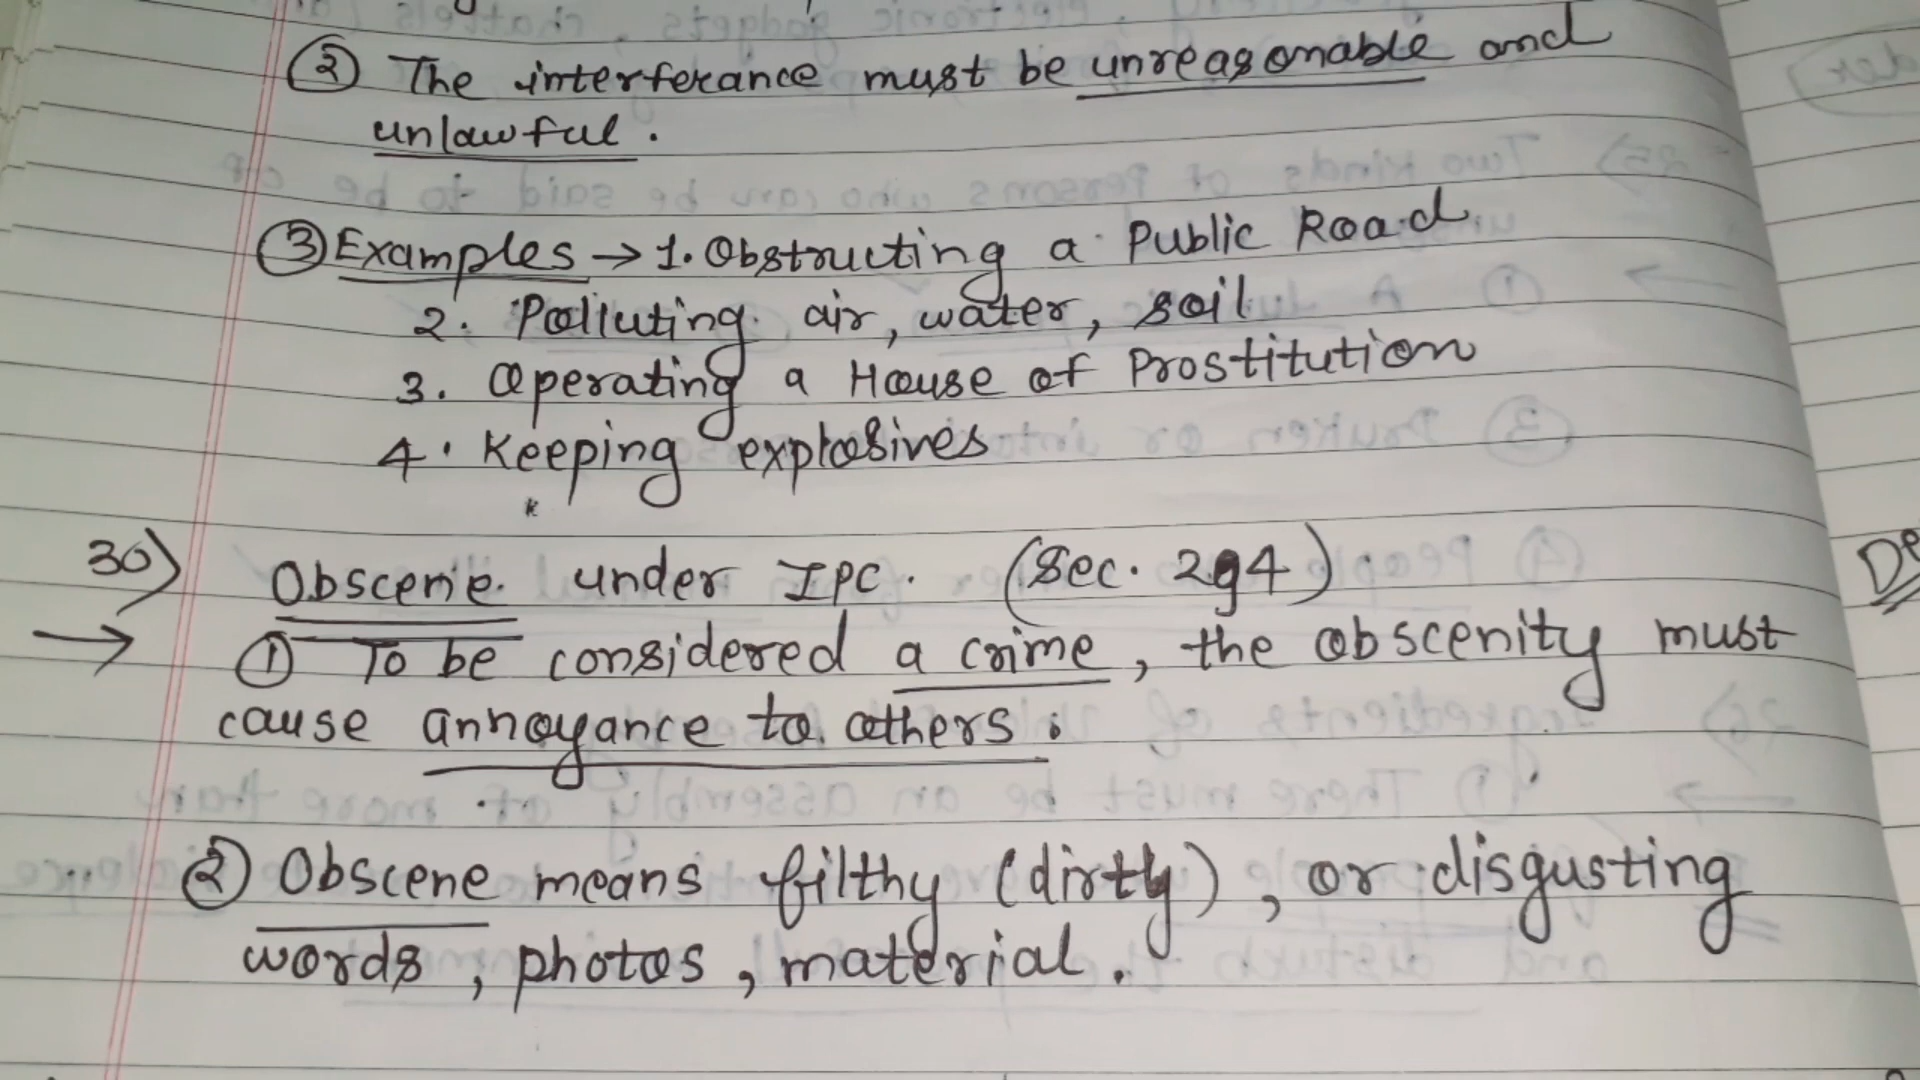 ② The interferance must be unreasonable and
unlawful.
③ Examples → 1. Obstructing a Public Road
2. Polluting air, water, soil
3. Operating a House of Prostitution
4. Keeping explosives
30) Obscene under IPC. (Sec. 294)
→ ① To be considered a crime, the obscenity must
cause annoyance to others.
② Obscene means filthy (dirty), or disgusting
words, photos, material.